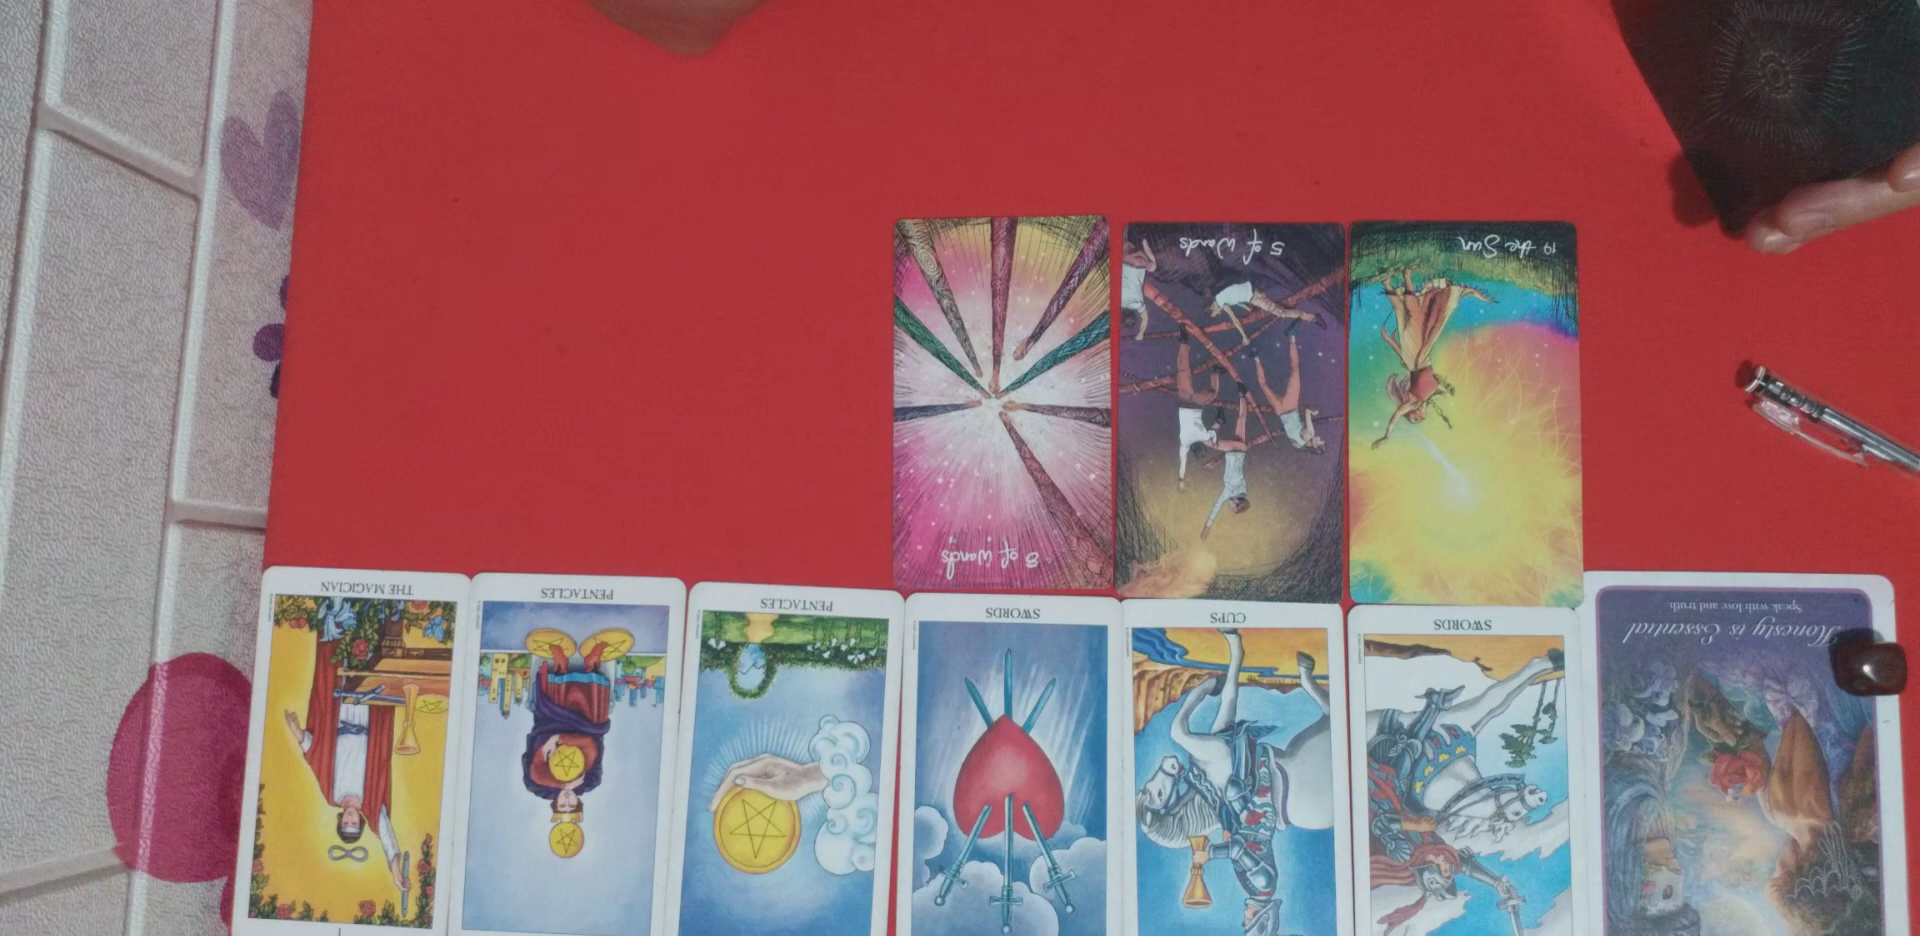 5 of Wands
19 the Sun
8 of wands
THE MAGICIAN
PENTACLES
PENTACLES
SWORDS
CUPS
SWORDS
Honesty is Essential
Speak with love and truth